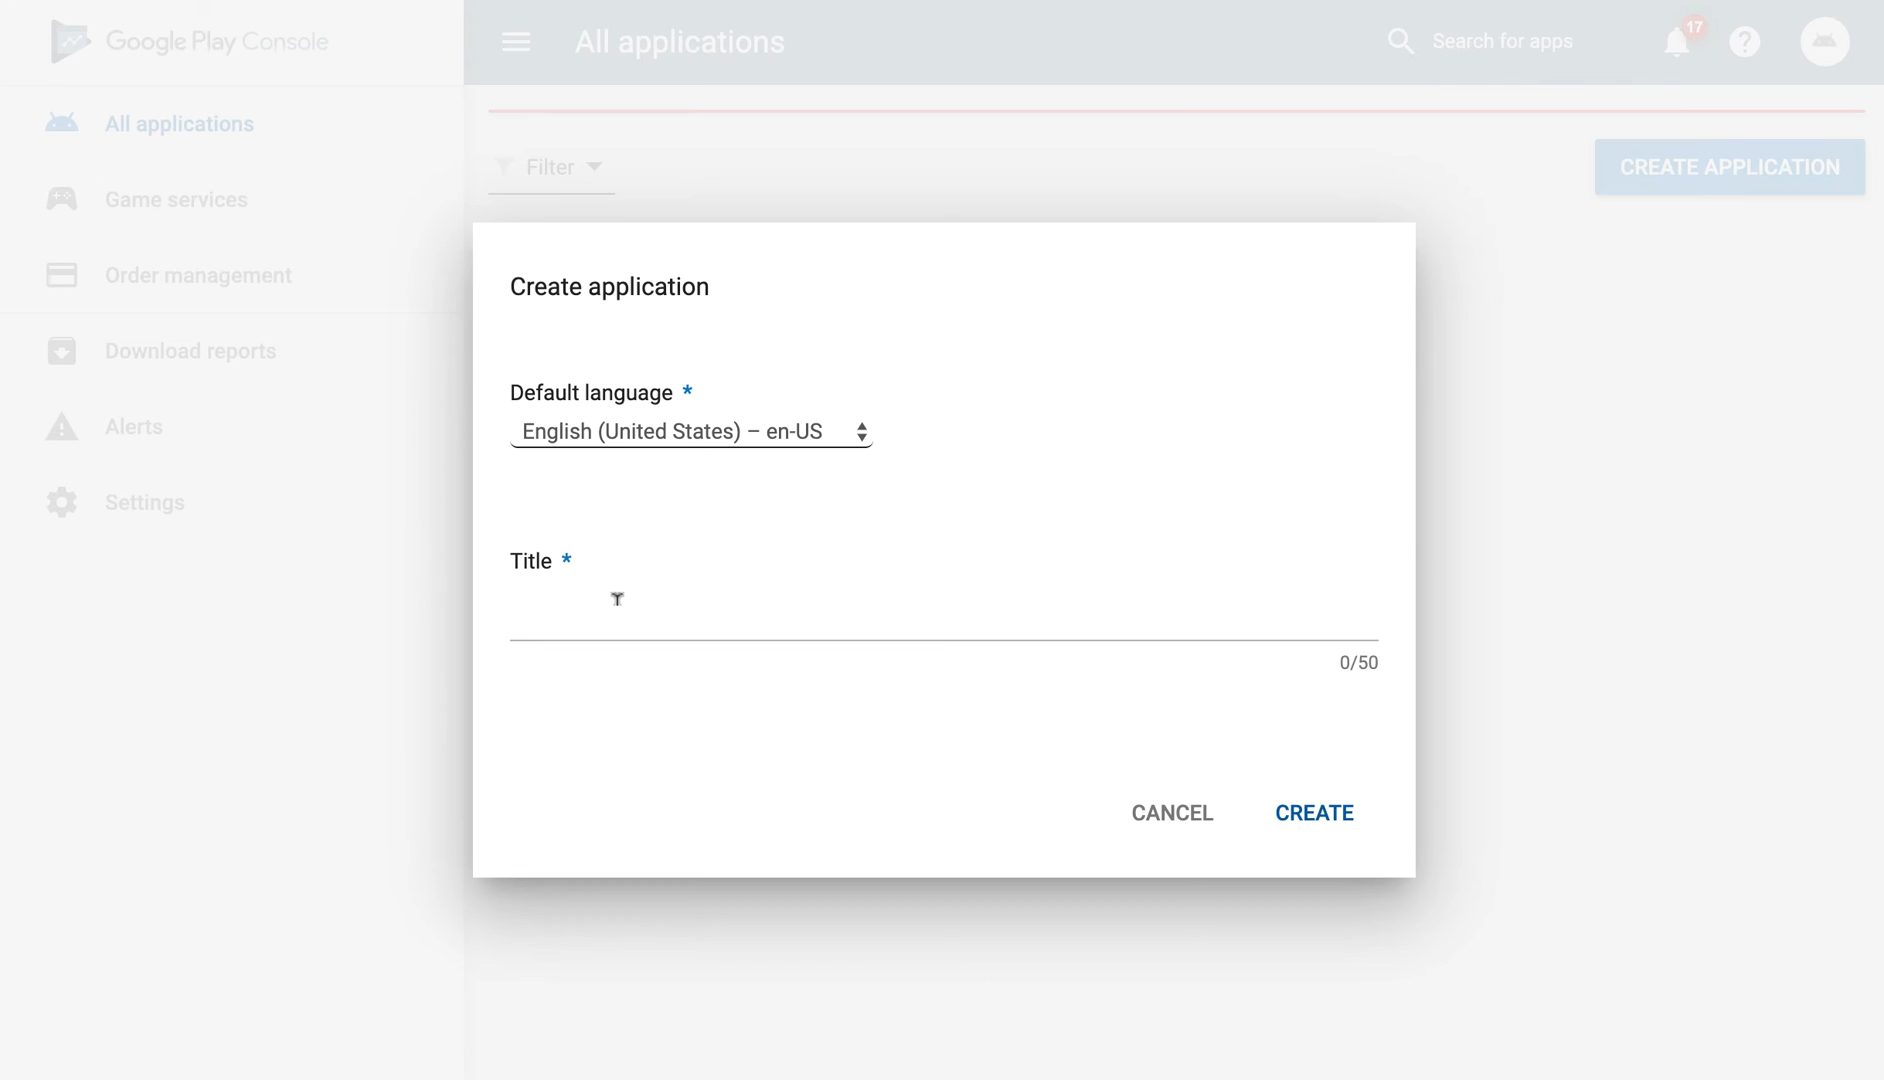 Google Play Console
All applications
Search for apps
17
All applications
Game services
Order management
Download reports
Alerts
Settings
Filter
CREATE APPLICATION
Create application
Default language *
English (United States) – en-US
Title *
0/50
CANCEL
CREATE